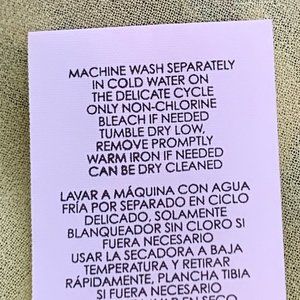 MACHINE WASH SEPARATELY
IN COLD WATER ON
THE DELICATE CYCLE
ONLY NON-CHLORINE
BLEACH IF NEEDED
TUMBLE DRY LOW,
REMOVE PROMPTLY
WARM IRON IF NEEDED
CAN BE DRY CLEANED
LAVAR A MÁQUINA CON AGUA
FRÍA POR SEPARADO EN CICLO
DELICADO, SOLAMENTE
BLANQUEADOR SIN CLORO SI
FUERA NECESARIO
USAR LA SECADORA A BAJA
TEMPERATURA Y RETIRAR
RÁPIDAMENTE, PLANCHA TIBIA
SI FUERA NECESARIO
EN SECO